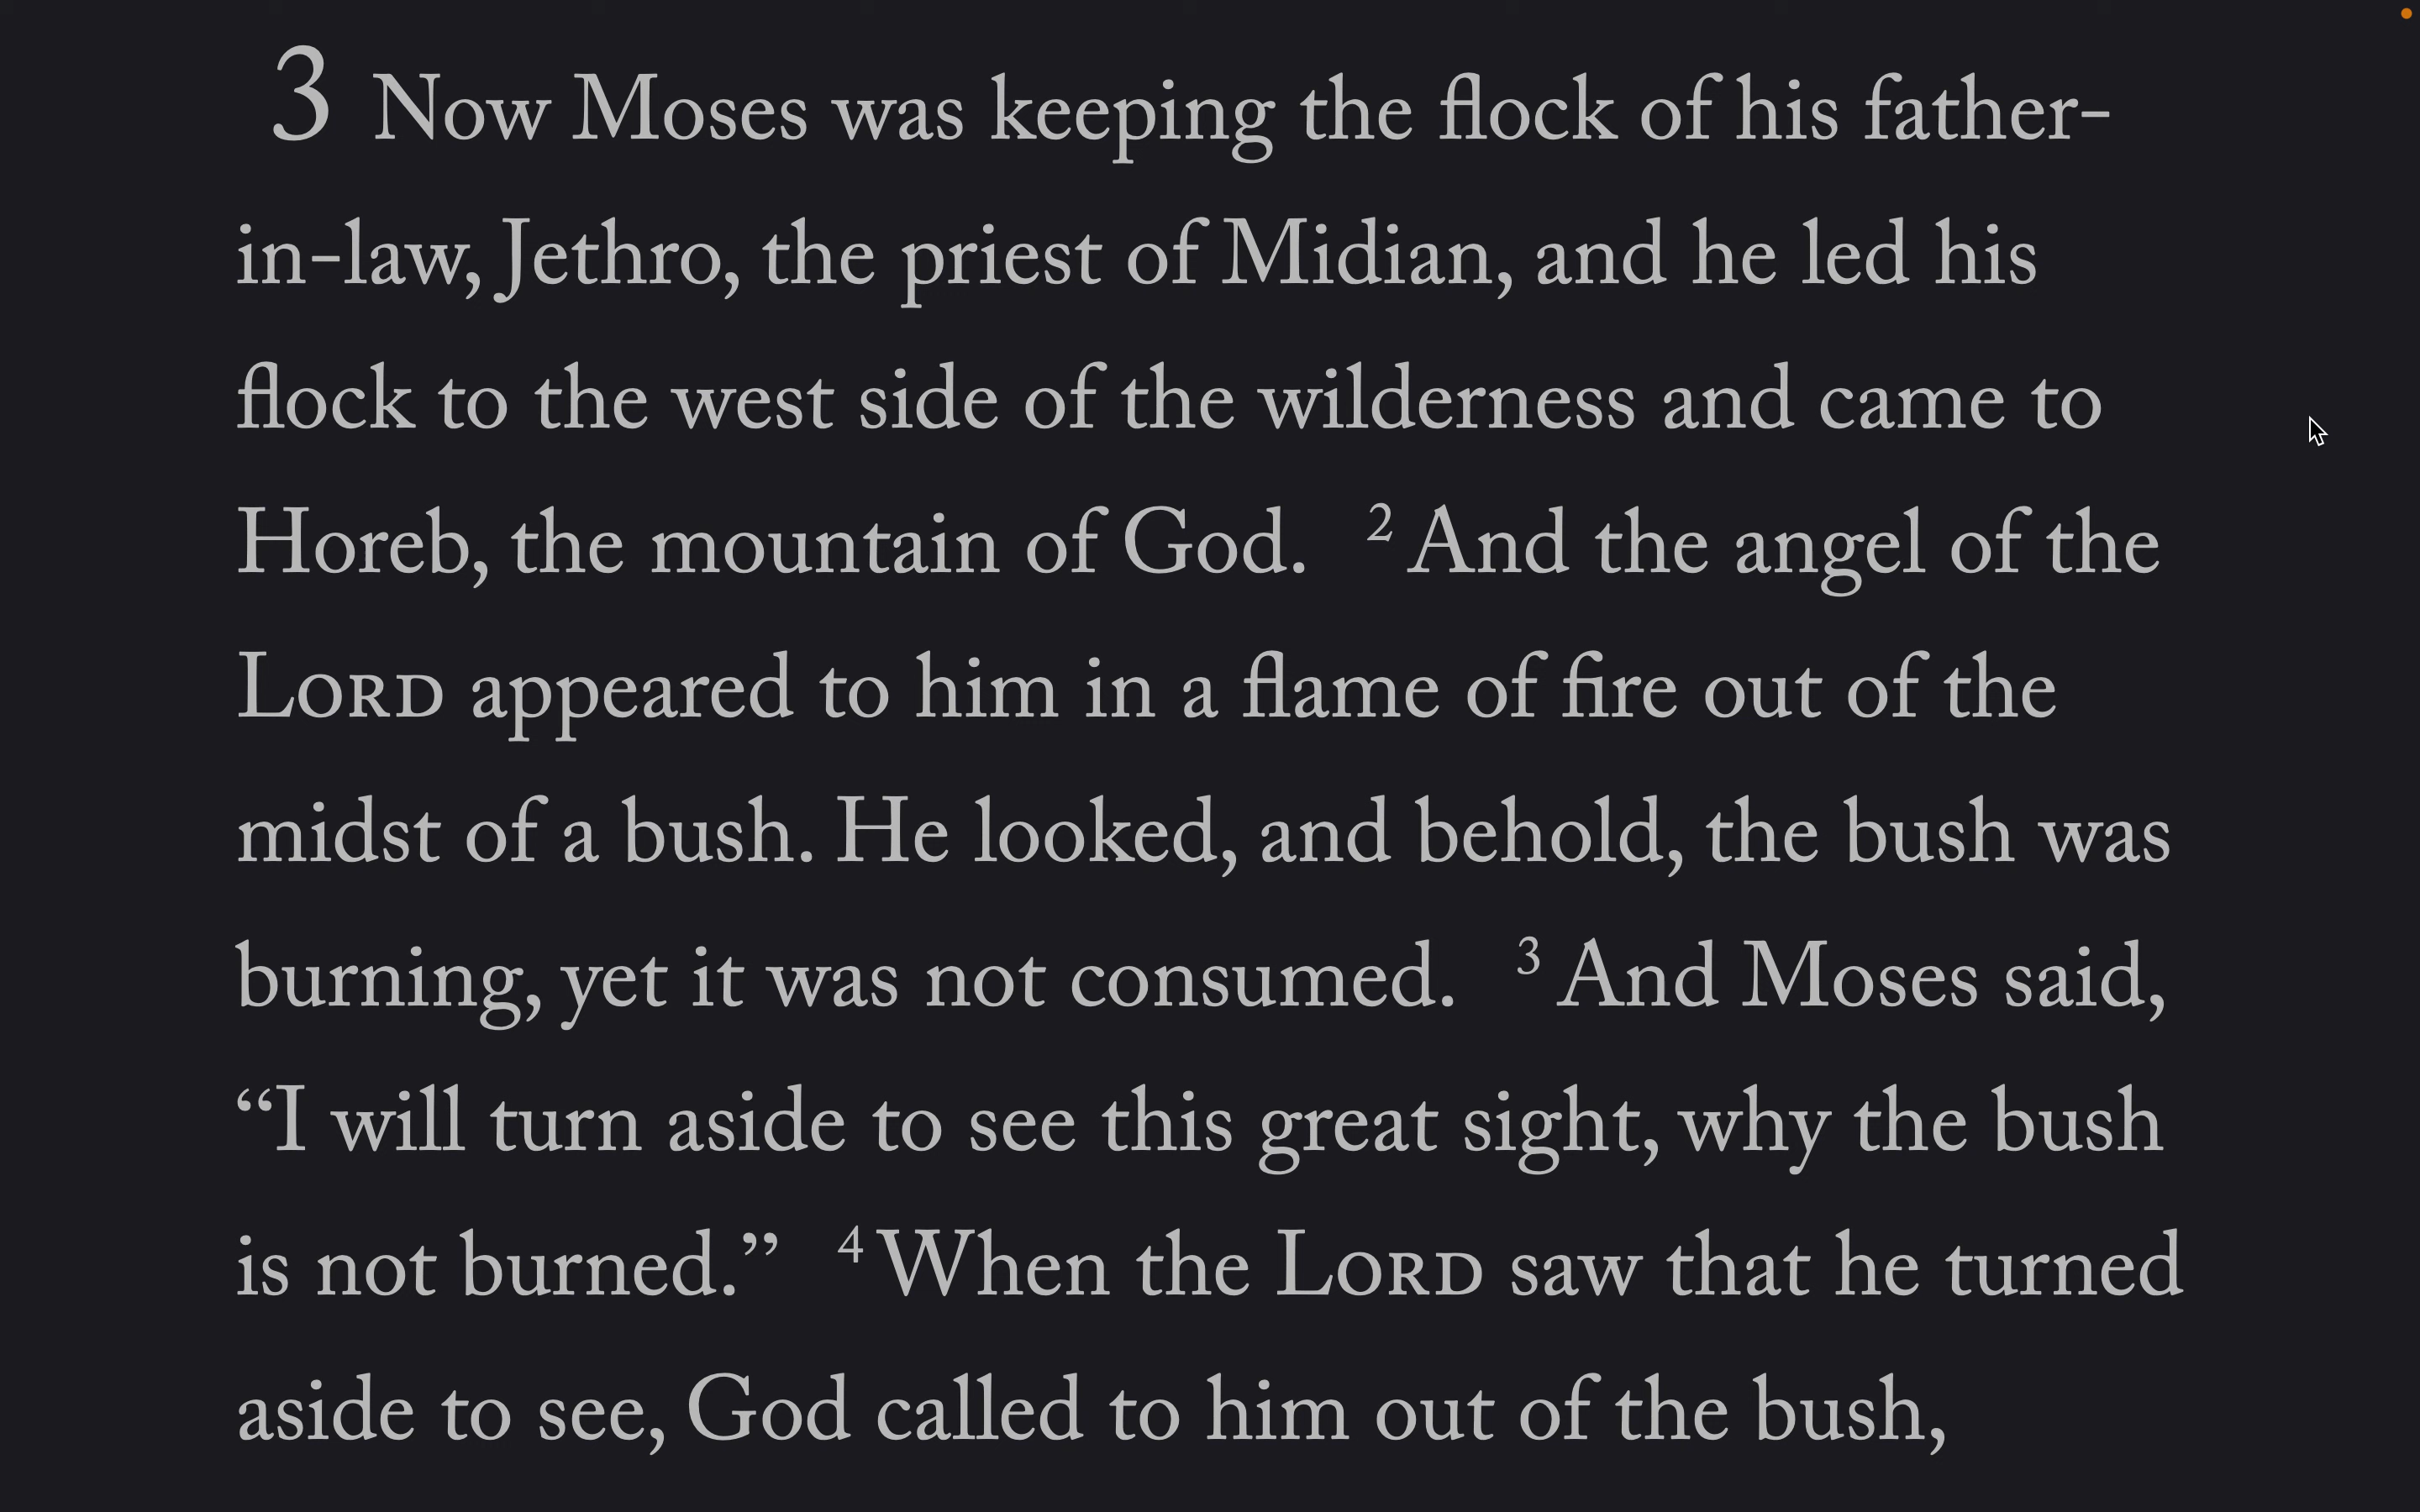 3 Now Moses was keeping the flock of his father-
in-law, Jethro, the priest of Midian, and he led his
flock to the west side of the wilderness and came to
Horeb, the mountain of God. 2 And the angel of the
LORD appeared to him in a flame of fire out of the
midst of a bush. He looked, and behold, the bush was
burning, yet it was not consumed. 3 And Moses said,
“I will turn aside to see this great sight, why the bush
is not burned.” 4 When the LORD saw that he turned
aside to see, God called to him out of the bush,